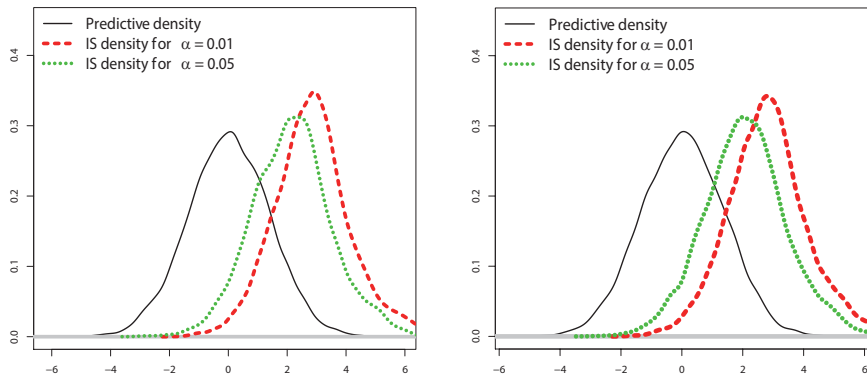 Predictive density
IS density for α = 0.01
IS density for α = 0.05
0.4
0.3
0.2
0.1
0.0
−6 −4 −2 0 2 4 6
Predictive density
IS density for α = 0.01
IS density for α = 0.05
0.4
0.3
0.2
0.1
0.0
−6 −4 −2 0 2 4 6